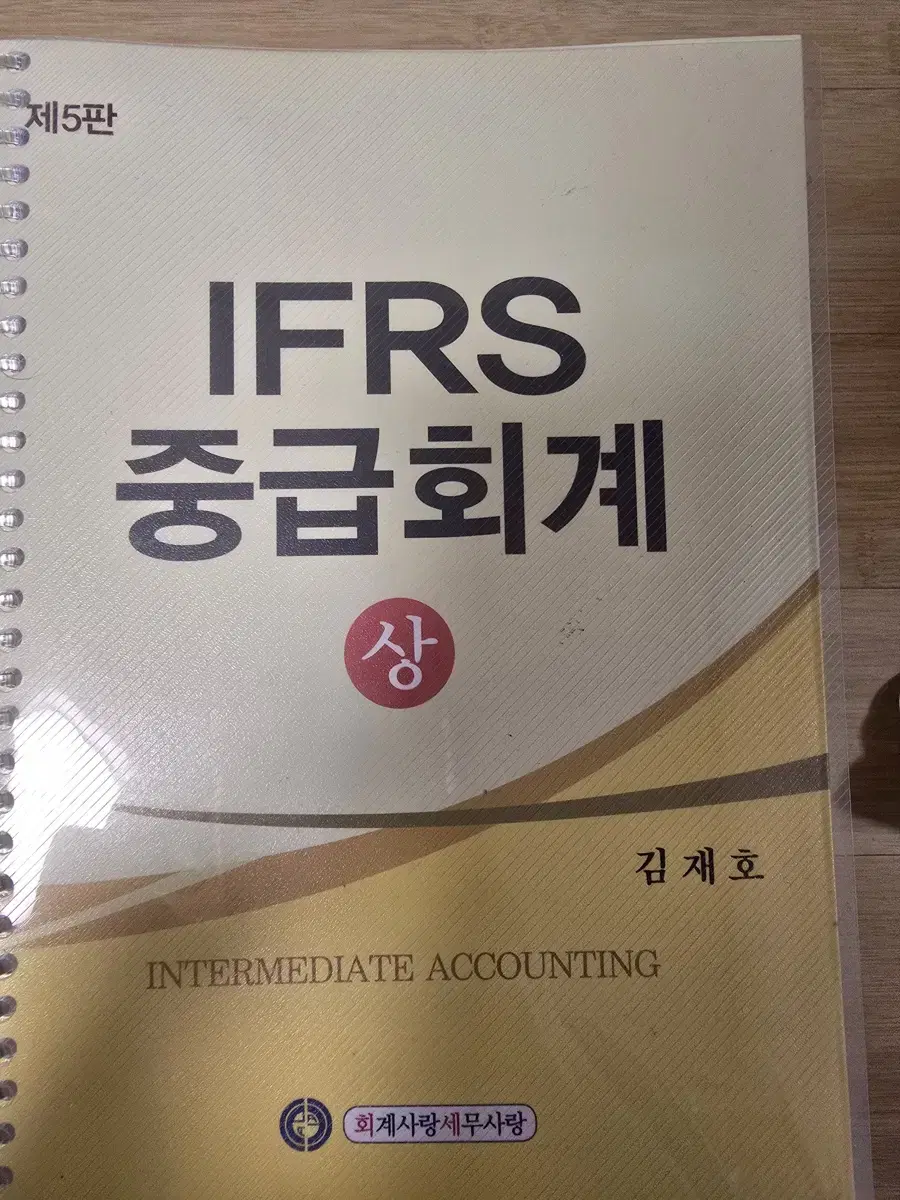 제5판
IFRS
중급회계
상
김재호
INTERMEDIATE ACCOUNTING
회계사랑세무사랑